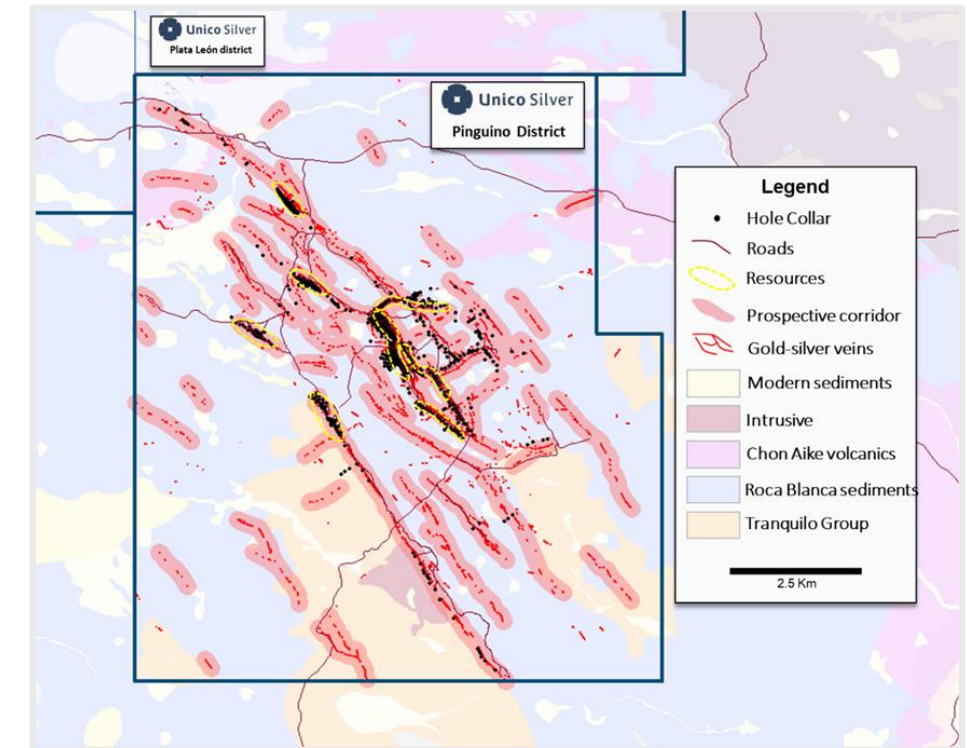 Unico Silver
Plata León district
Unico Silver
Pinguino District
Legend
Hole Collar
Roads
Resources
Prospective corridor
Gold-silver veins
Modern sediments
Intrusive
Chon Aike volcanics
Roca Blanca sediments
Tranquilo Group
2.5 Km